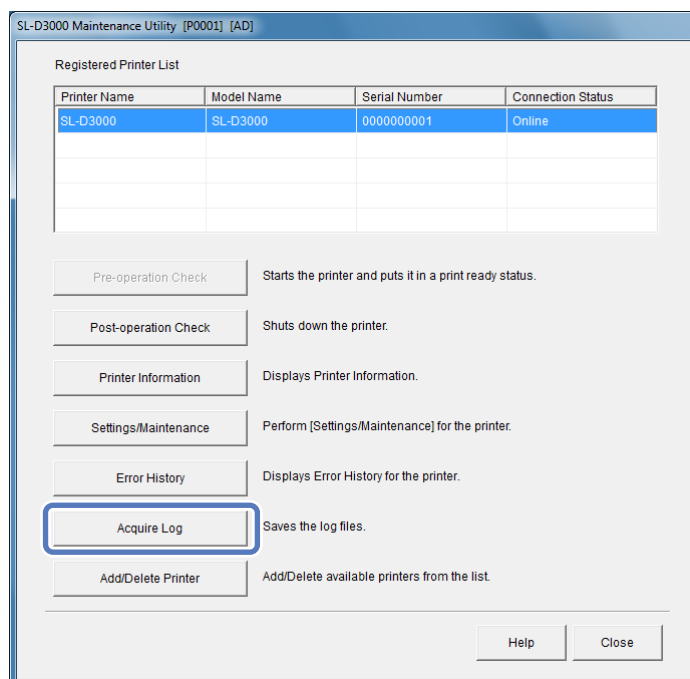 SL-D3000 Maintenance Utility [P0001] [AD]
Registered Printer List
Printer Name Model Name Serial Number Connection Status
SL-D3000 SL-D3000 0000000001 Online
Pre-operation Check Starts the printer and puts it in a print ready status.
Post-operation Check Shuts down the printer.
Printer Information Displays Printer Information.
Settings/Maintenance Perform [Settings/Maintenance] for the printer.
Error History Displays Error History for the printer.
Acquire Log Saves the log files.
Add/Delete Printer Add/Delete available printers from the list.
Help Close